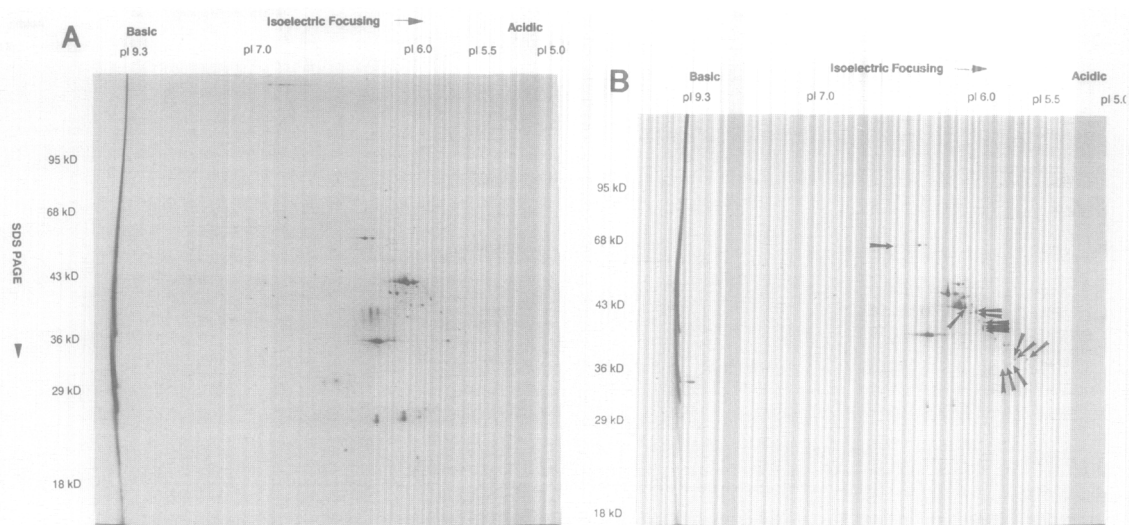 A
Isoelectric Focusing
Basic
Acidic
pI 9.3
pI 7.0
pI 6.0
pI 5.5
pI 5.0
95 kD
68 kD
43 kD
36 kD
29 kD
18 kD
SDS PAGE
B
Isoelectric Focusing
Basic
Acidic
pI 9.3
pI 7.0
pI 6.0
pI 5.5
pI 5.0
95 kD
68 kD
43 kD
36 kD
29 kD
18 kD